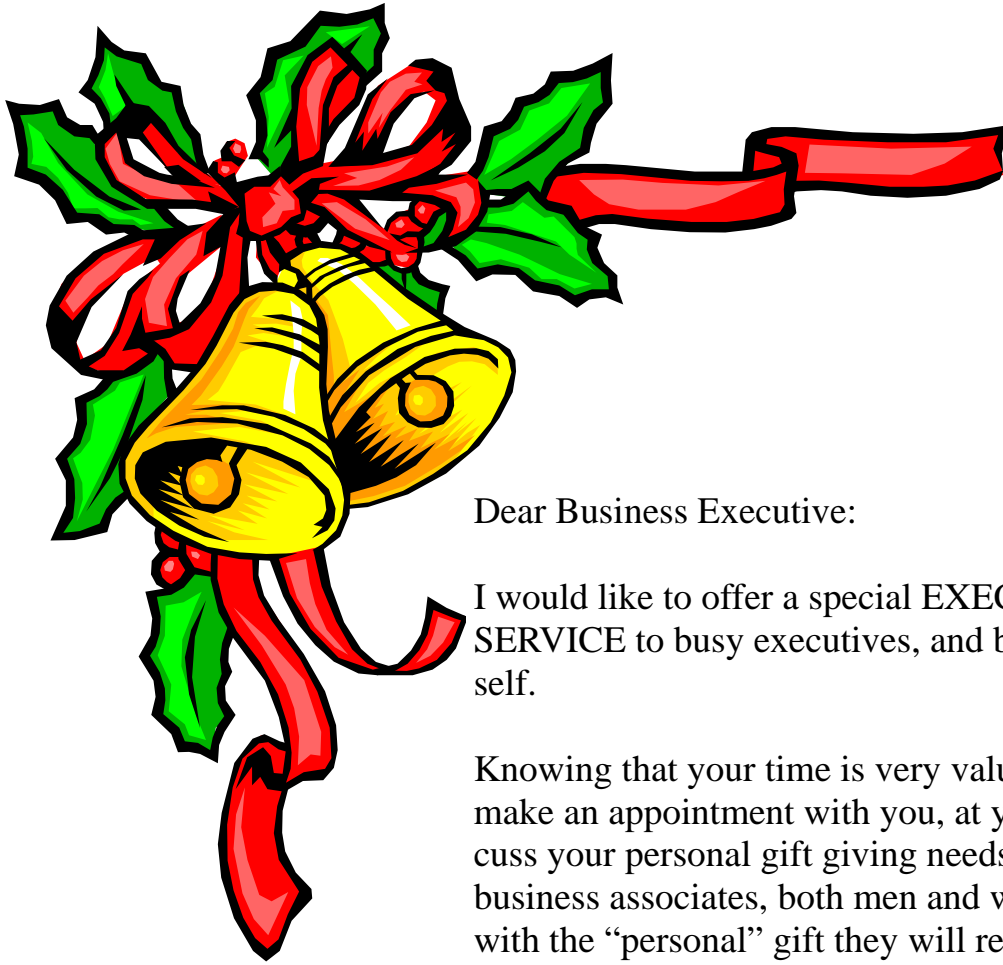 Dear Business Executive:
I would like to offer a special
SERVICE to busy executives, and
self.
Knowing that your time is very
make an appointment with you, at
cuss your personal gift giving needs
business associates, both men and
with the “personal” gift they will